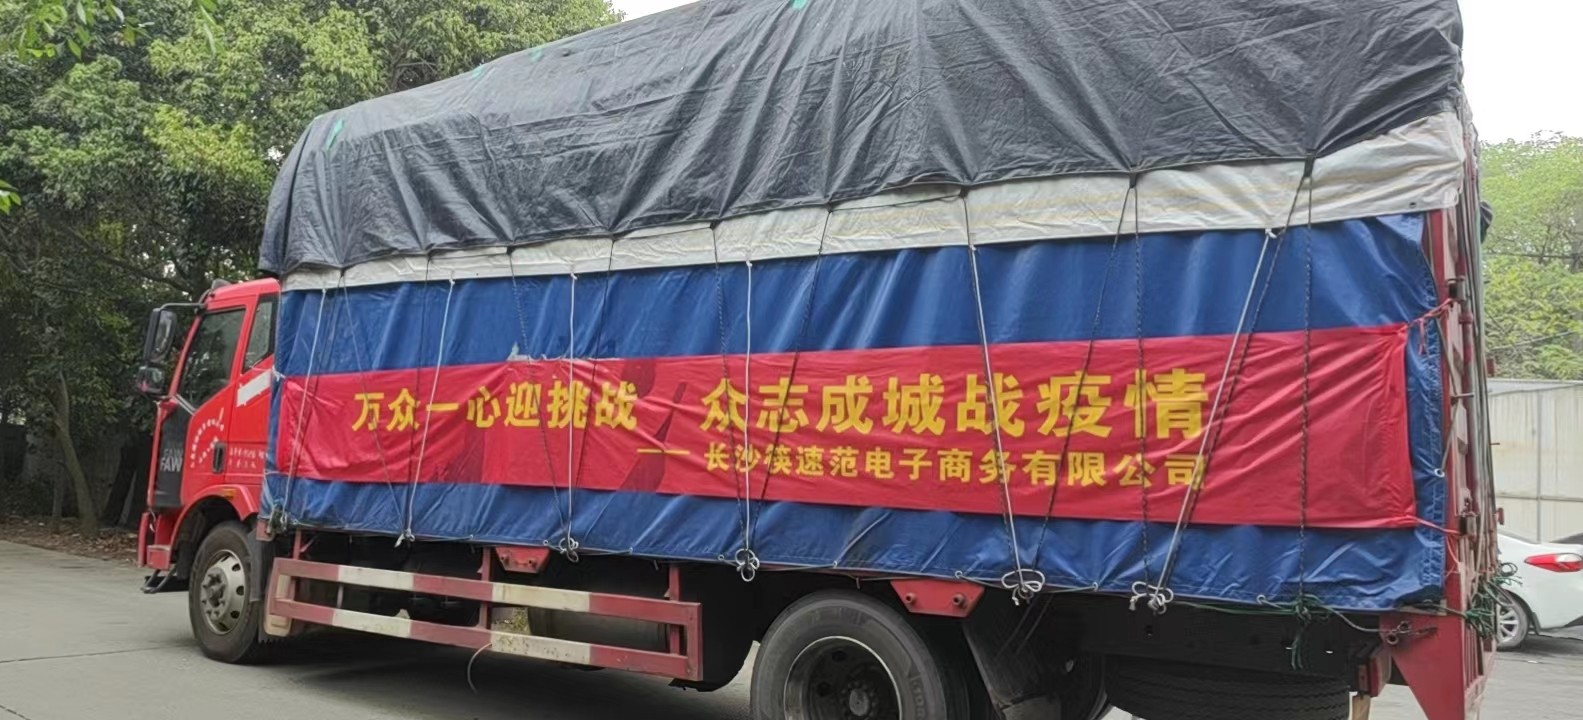 万众一心迎挑战 众志成城战疫情
——长沙筷速范电子商务有限公司
FAW